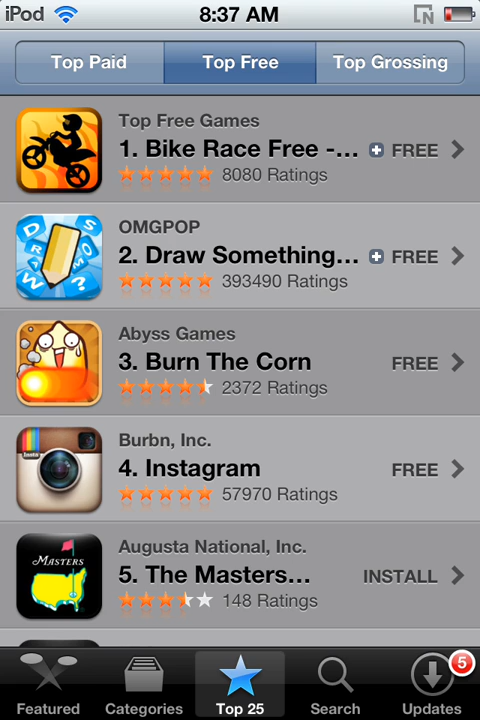 iPod 8:37 AM N
Top Paid Top Free Top Grossing
Top Free Games
1. Bike Race Free -... FREE
8080 Ratings
OMGPOP
2. Draw Something... FREE
393490 Ratings
D S
O
DRAW M
W ?
Abyss Games
3. Burn The Corn FREE
2372 Ratings
Burbn, Inc.
Insta
4. Instagram FREE
57970 Ratings
Augusta National, Inc.
MASTERS
5. The Masters... INSTALL
148 Ratings
5
Featured Categories Top 25 Search Updates